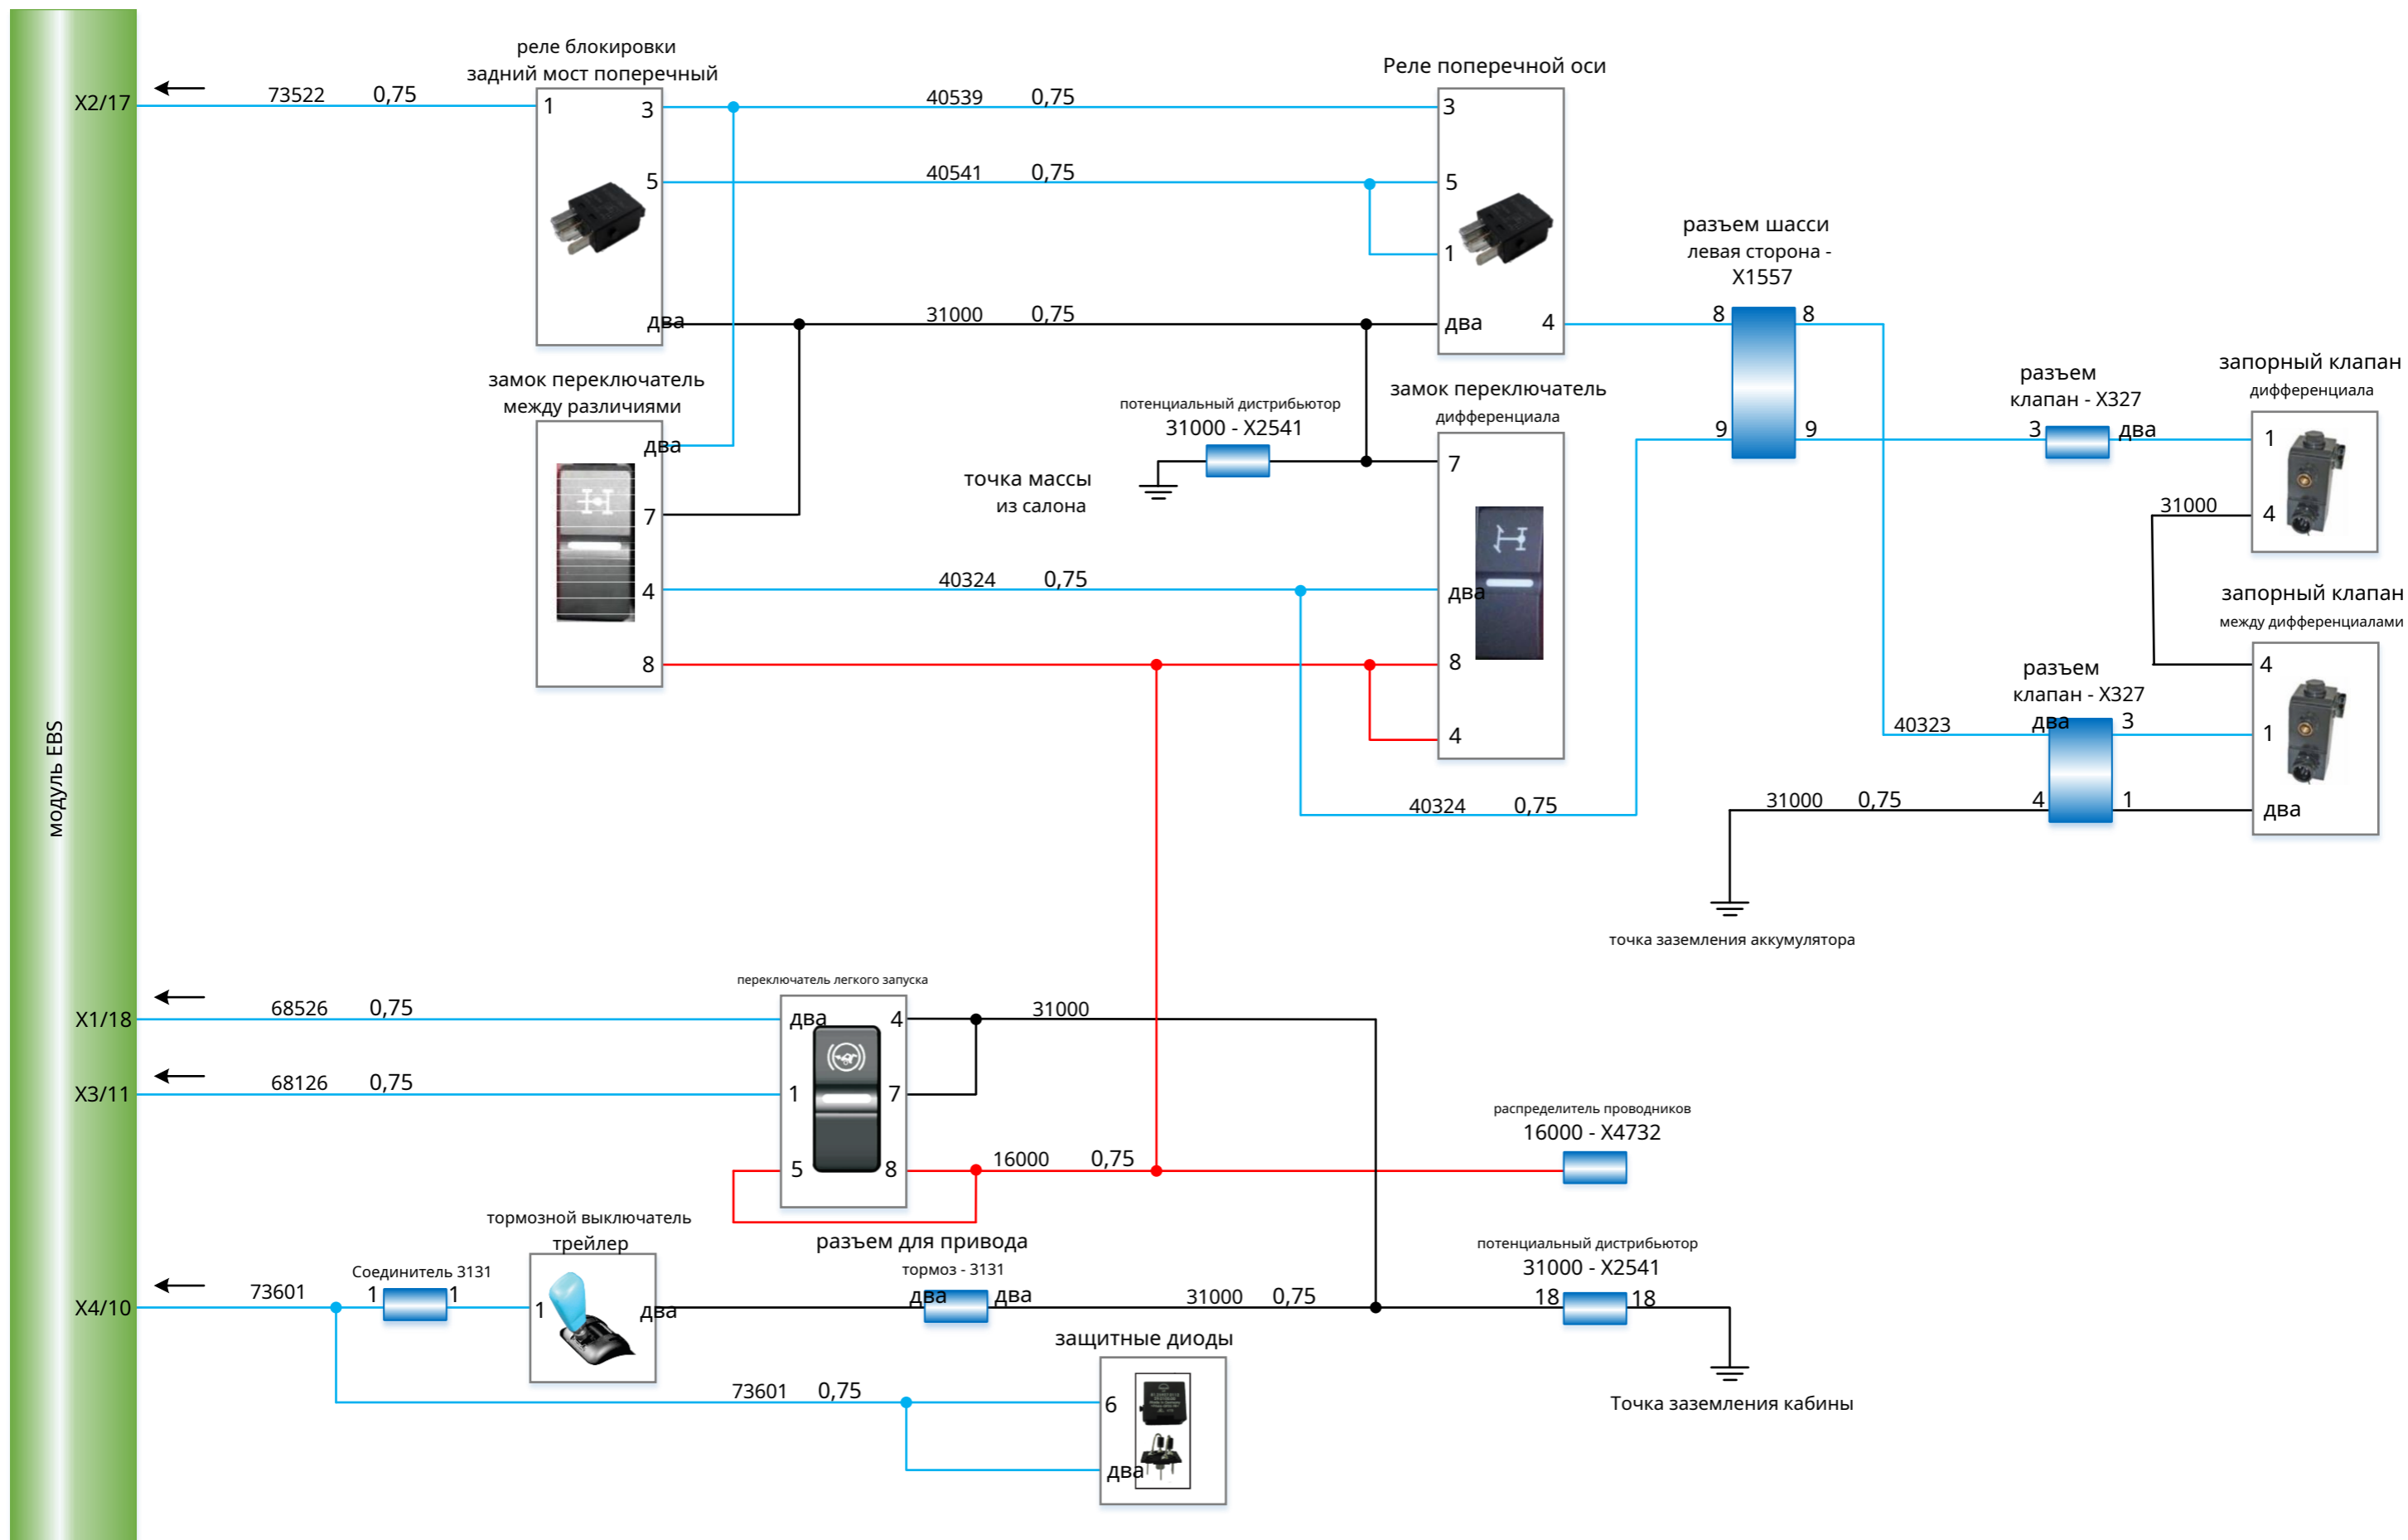 модуль EBS
X2/17
73522 0,75
реле блокировки
задний мост поперечный
1
3
5
два
40539 0,75
40541 0,75
31000 0,75
Реле поперечной оси
3
5
1
два
4
разъем шасси
левая сторона -
X1557
8
8
9
9
замок переключатель
между различиями
два
7
4
8
потенциальный дистрибьютор
31000 - X2541
точка массы
из салона
40324 0,75
замок переключатель
дифференциала
7
два
8
4
40324 0,75
разъем
клапан - X327
3
два
запорный клапан
дифференциала
1
4
31000
запорный клапан
между дифференциалами
4
1
два
разъем
клапан - X327
два
3
4
1
40323
31000 0,75
точка заземления аккумулятора
X1/18
68526 0,75
X3/11
68126 0,75
переключатель легкого запуска
два
4
1
7
5
8
31000
16000 0,75
распределитель проводников
16000 - X4732
X4/10
73601
Соединитель 3131
1
1
тормозной выключатель
трейлер
1
два
разъем для привода
тормоз - 3131
два
два
31000 0,75
потенциальный дистрибьютор
31000 - X2541
18
18
Точка заземления кабины
73601 0,75
защитные диоды
6
два